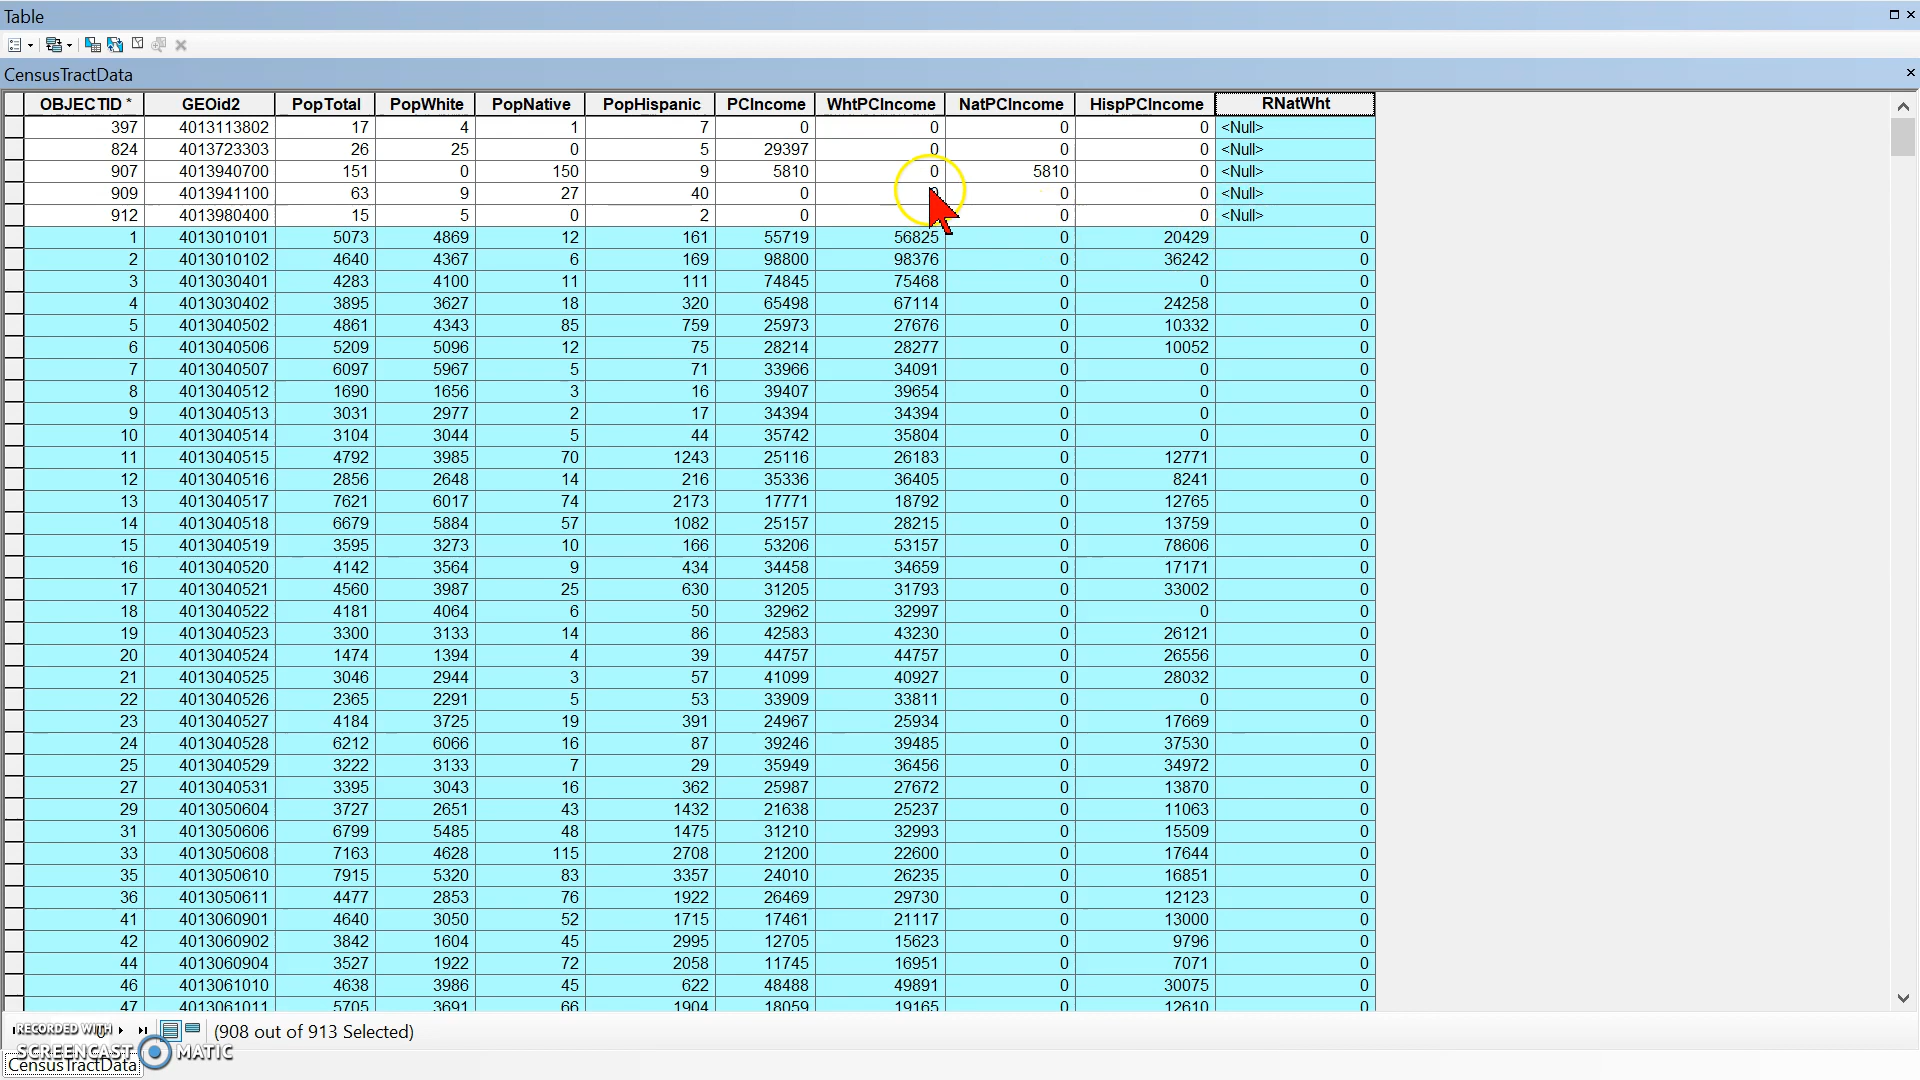 Table
CensusTractData
OBJECTID * GEOid2 PopTotal PopWhite PopNative PopHispanic PCIncome WhtPCIncome NatPCIncome HispPCIncome RNatWht
397 4013113802 17 4 1 7 0 0 0 0 <Null>
824 4013723303 26 25 0 5 29397 0 0 0 <Null>
907 4013940700 151 0 150 9 5810 0 5810 0 <Null>
909 4013941100 63 9 27 40 0 0 0 <Null>
912 4013980400 15 5 0 2 0 0 0 <Null>
1 4013010101 5073 4869 12 161 55719 56825 0 20429 0
2 4013010102 4640 4367 6 169 98800 98376 0 36242 0
3 4013030401 4283 4100 11 111 74845 75468 0 0 0
4 4013030402 3895 3627 18 320 65498 67114 0 24258 0
5 4013040502 4861 4343 85 759 25973 27676 0 10332 0
6 4013040506 5209 5096 12 75 28214 28277 0 10052 0
7 4013040507 6097 5967 5 71 33966 34091 0 0 0
8 4013040512 1690 1656 3 16 39407 39654 0 0 0
9 4013040513 3031 2977 2 17 34394 34394 0 0 0
10 4013040514 3104 3044 5 44 35742 35804 0 0 0
11 4013040515 4792 3985 70 1243 25116 26183 0 12771 0
12 4013040516 2856 2648 14 216 35336 36405 0 8241 0
13 4013040517 7621 6017 74 2173 17771 18792 0 12765 0
14 4013040518 6679 5884 57 1082 25157 28215 0 13759 0
15 4013040519 3595 3273 10 166 53206 53157 0 78606 0
16 4013040520 4142 3564 9 434 34458 34659 0 17171 0
17 4013040521 4560 3987 25 630 31205 31793 0 33002 0
18 4013040522 4181 4064 6 50 32962 32997 0 0 0
19 4013040523 3300 3133 14 86 42583 43230 0 26121 0
20 4013040524 1474 1394 4 39 44757 44757 0 26556 0
21 4013040525 3046 2944 3 57 41099 40927 0 28032 0
22 4013040526 2365 2291 5 53 33909 33811 0 0 0
23 4013040527 4184 3725 19 391 24967 25934 0 17669 0
24 4013040528 6212 6066 16 87 39246 39485 0 37530 0
25 4013040529 3222 3133 7 29 35949 36456 0 34972 0
27 4013040531 3395 3043 16 362 25987 27672 0 13870 0
29 4013050604 3727 2651 43 1432 21638 25237 0 11063 0
31 4013050606 6799 5485 48 1475 31210 32993 0 15509 0
33 4013050608 7163 4628 115 2708 21200 22600 0 17644 0
35 4013050610 7915 5320 83 3357 24010 26235 0 16851 0
36 4013050611 4477 2853 76 1922 26469 29730 0 12123 0
41 4013060901 4640 3050 52 1715 17461 21117 0 13000 0
42 4013060902 3842 1604 45 2995 12705 15623 0 9796 0
44 4013060904 3527 1922 72 2058 11745 16951 0 7071 0
46 4013061010 4638 3986 45 622 48488 49891 0 30075 0
47 4013061011 5705 3691 66 1904 18059 19165 0 12610 0
(908 out of 913 Selected)
RECORDED WITH
SCREENCAST MATIC
CensusTractData